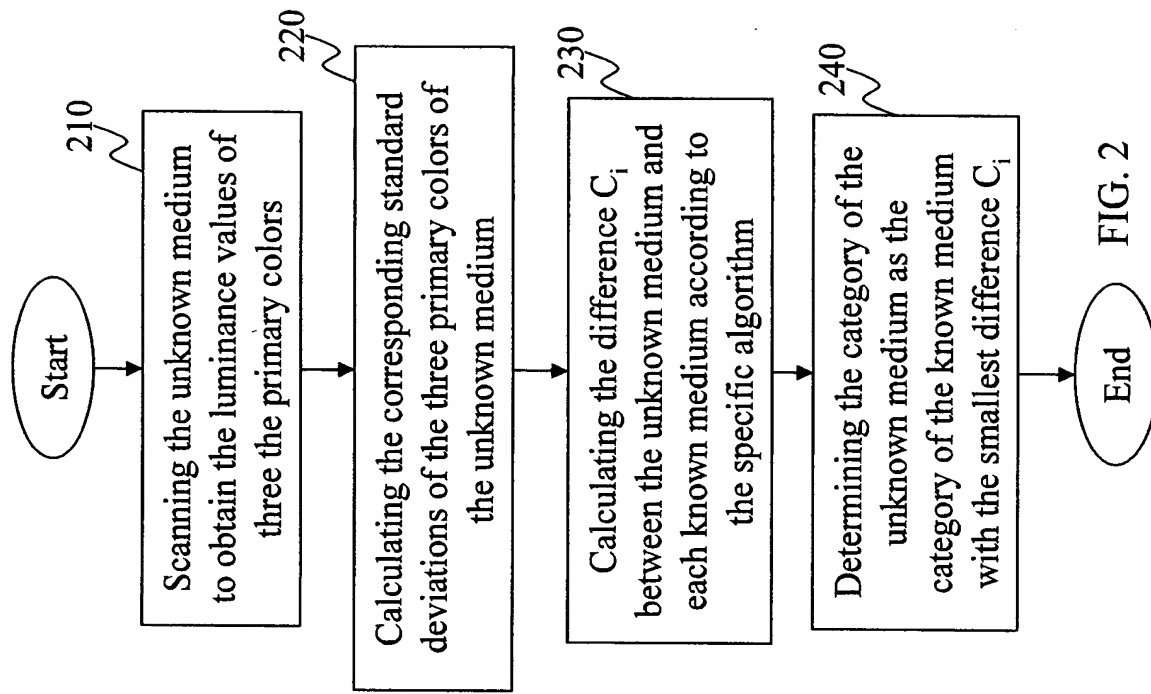 Start
210
Scanning the unknown medium
to obtain the luminance values of
three the primary colors
220
Calculating the corresponding standard
deviations of the three primary colors of
the unknown medium
230
Calculating the difference Ci
between the unknown medium and
each known medium according to
the specific algorithm
240
Determining the category of the
unknown medium as the
category of the known medium
with the smallest difference Ci
End
FIG. 2